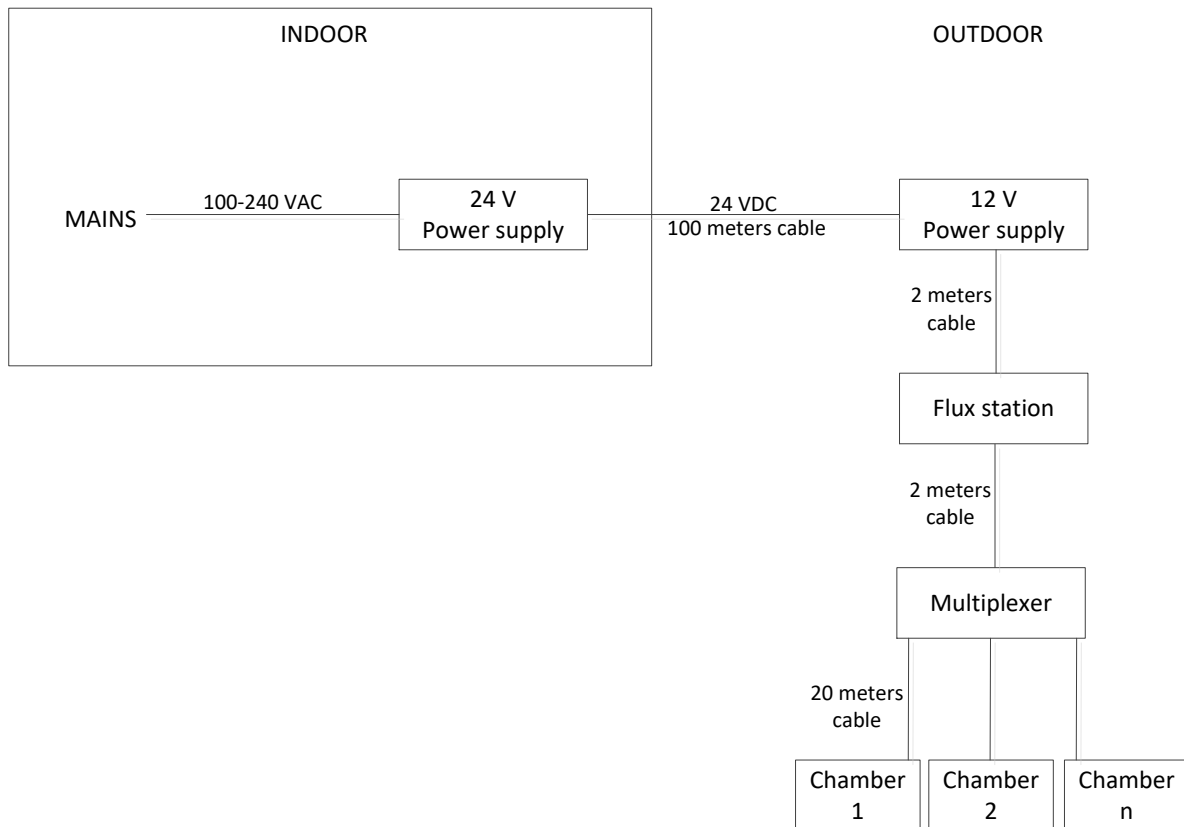 INDOOR
OUTDOOR
MAINS
100-240 VAC
24 V
Power supply
24 VDC
100 meters cable
12 V
Power supply
2 meters
cable
Flux station
2 meters
cable
Multiplexer
20 meters
cable
Chamber
1
Chamber
2
Chamber
n